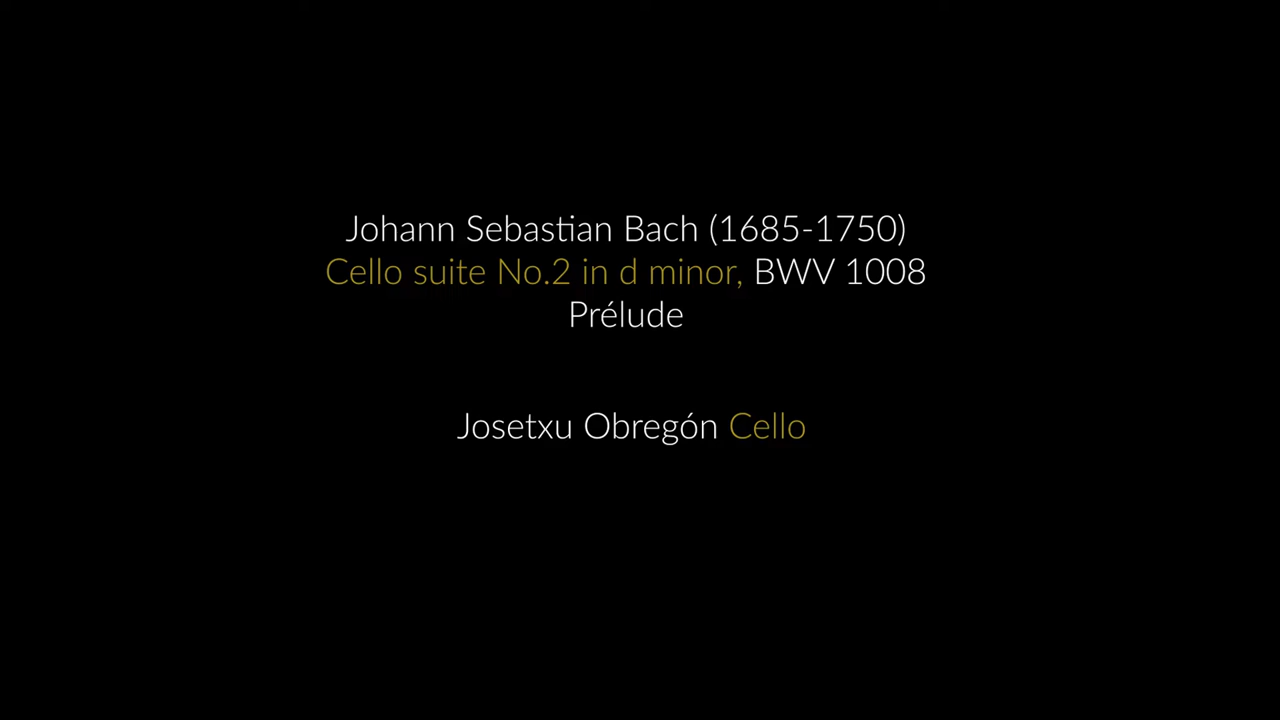 Johann Sebastian Bach (1685-1750)
Cello suite No.2 in d minor, BWV 1008
Prélude
Josetxu Obregón Cello